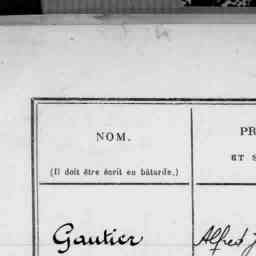 NOM.
PR
ET S
(Il doit être écrit en bâtarde.)
Gautier
Alfred J